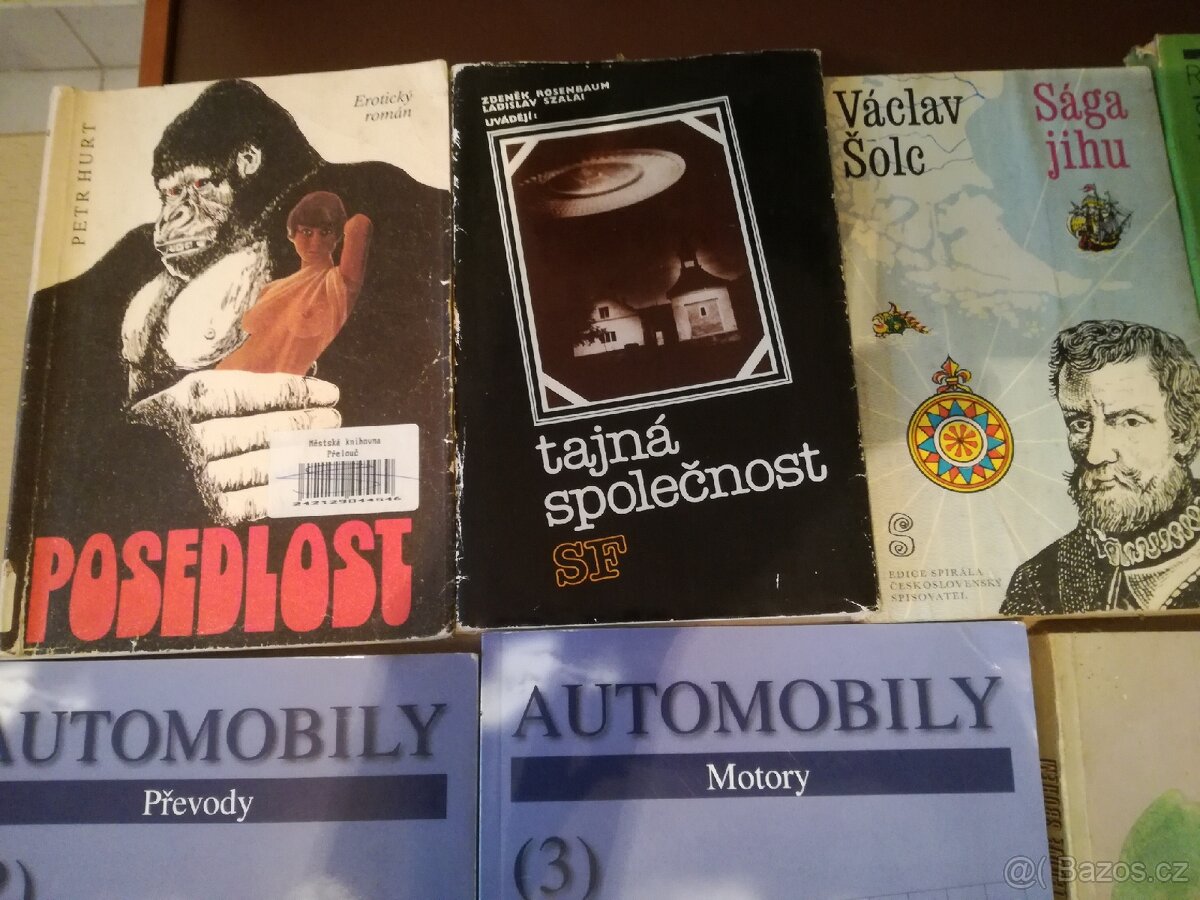 PETR HURT
Erotický
román
Městská knihovna
Přelouč
242129044546
POSEDLOST
ZDENĚK ROSENBAUM
LADISLAV SZALAI
UVÁDĚJÍ:
tajná
společnost
SF
Václav
Šolc
Sága
jihu
EDICE SPIRÁLA
ČESKOSLOVENSKÝ
SPISOVATEL
AUTOMOBILY
Převody
AUTOMOBILY
Motory
(3)
@ Bazos.cz